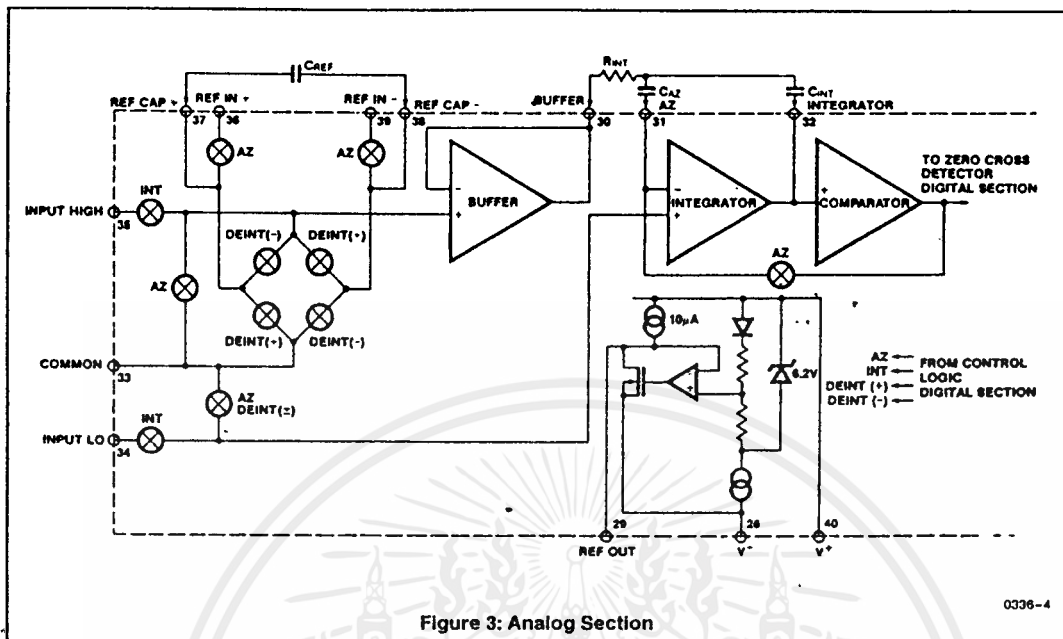 CREF
RINT
CAZ
CINT
REF CAP +
REF IN +
REF IN -
REF CAP -
BUFFER
AZ
INTEGRATOR
37
36
39
38
30
31
32
AZ
AZ
TO ZERO CROSS
DETECTOR
DIGITAL SECTION
INT
INPUT HIGH
35
-
BUFFER
+
-
INTEGRATOR
+
+
COMPARATOR
DEINT(-)
DEINT(+)
AZ
AZ
DEINT(+)
DEINT(-)
10μA
COMMON
33
6.2V
AZ
INT
DEINT (+)
DEINT (-)
FROM CONTROL
LOGIC
DIGITAL SECTION
AZ
DEINT(±)
INT
INPUT LO
34
-
+
29
26
40
REF OUT
V-
V+
0336-4
Figure 3: Analog Section